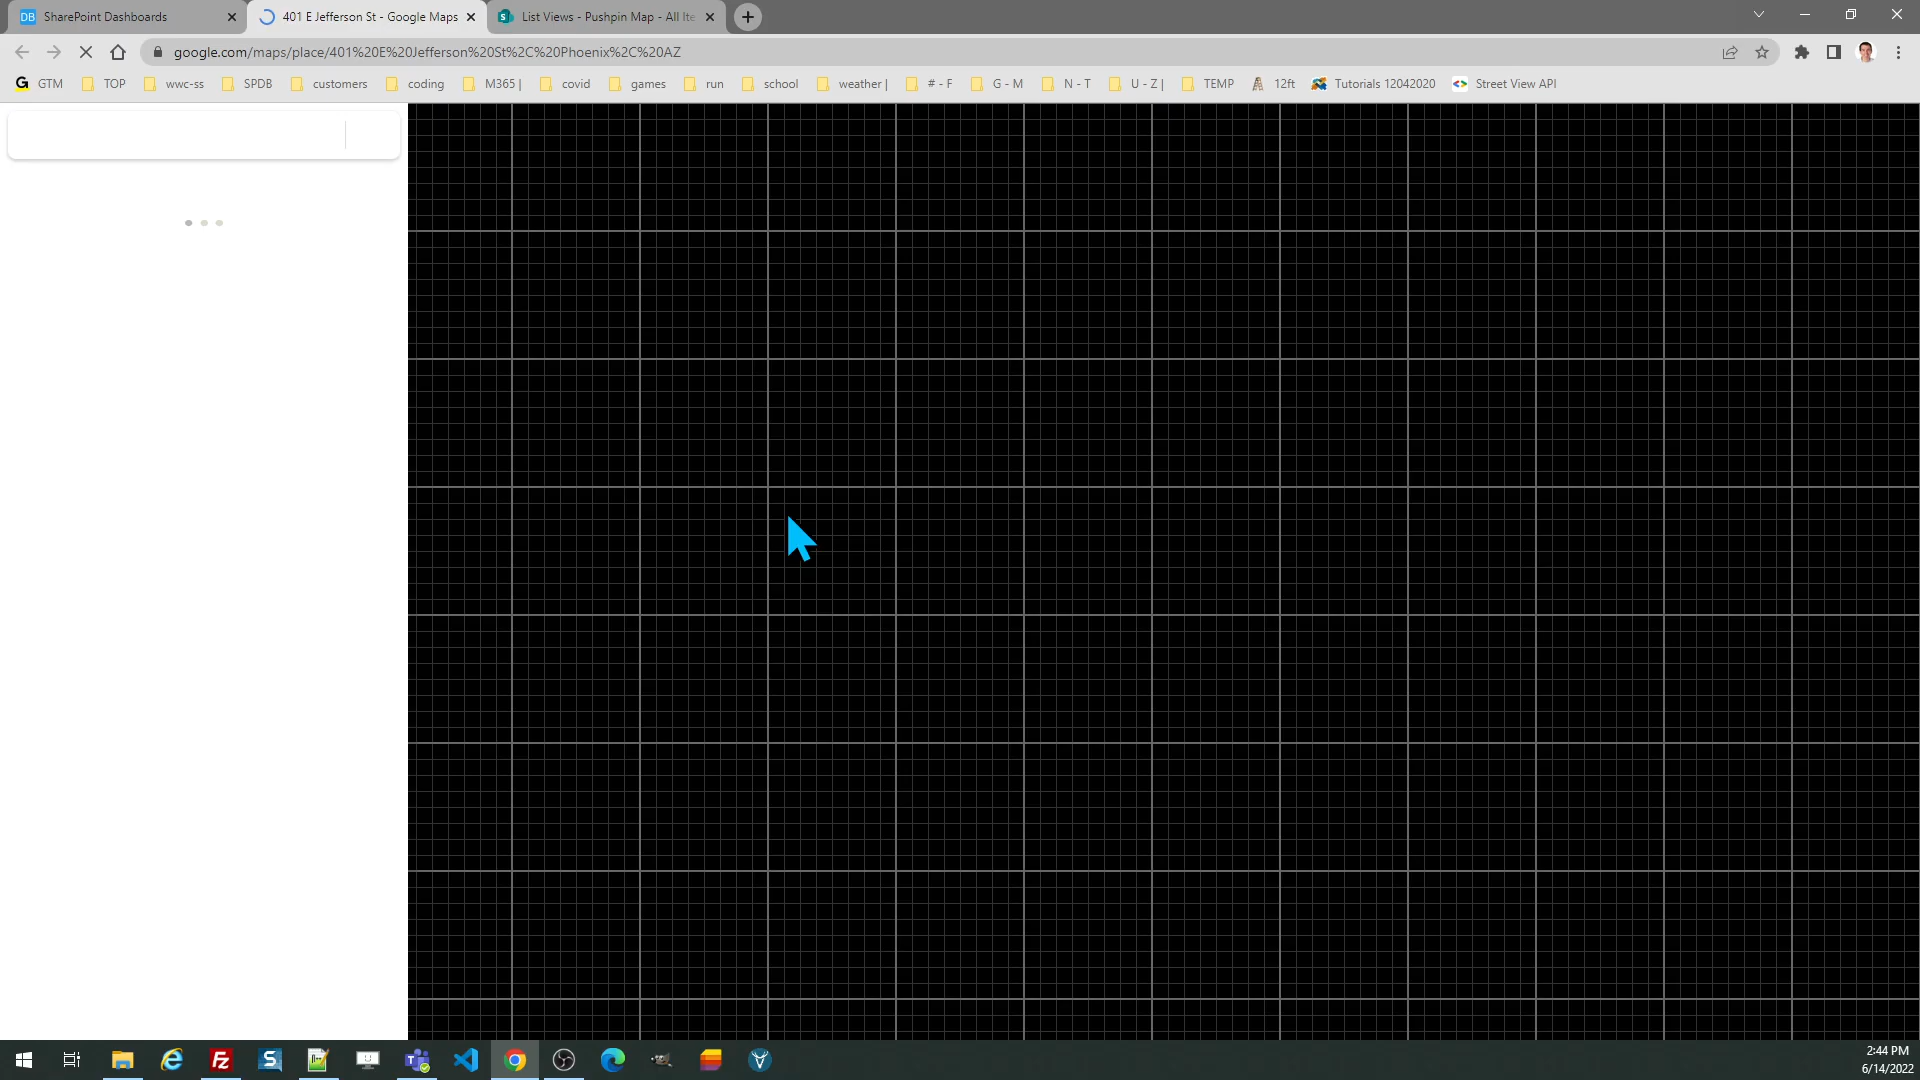 DB SharePoint Dashboards
401 E Jefferson St - Google Maps
S List Views - Pushpin Map - All Ite
google.com/maps/place/401%20E%20Jefferson%20St%2C%20Phoenix%2C%20AZ
G GTM TOP wwc-ss SPDB customers coding M365 | covid games run school weather | # - F G - M N - T U - Z | TEMP 12ft Tutorials 12042020 Street View API
2:44 PM
6/14/2022